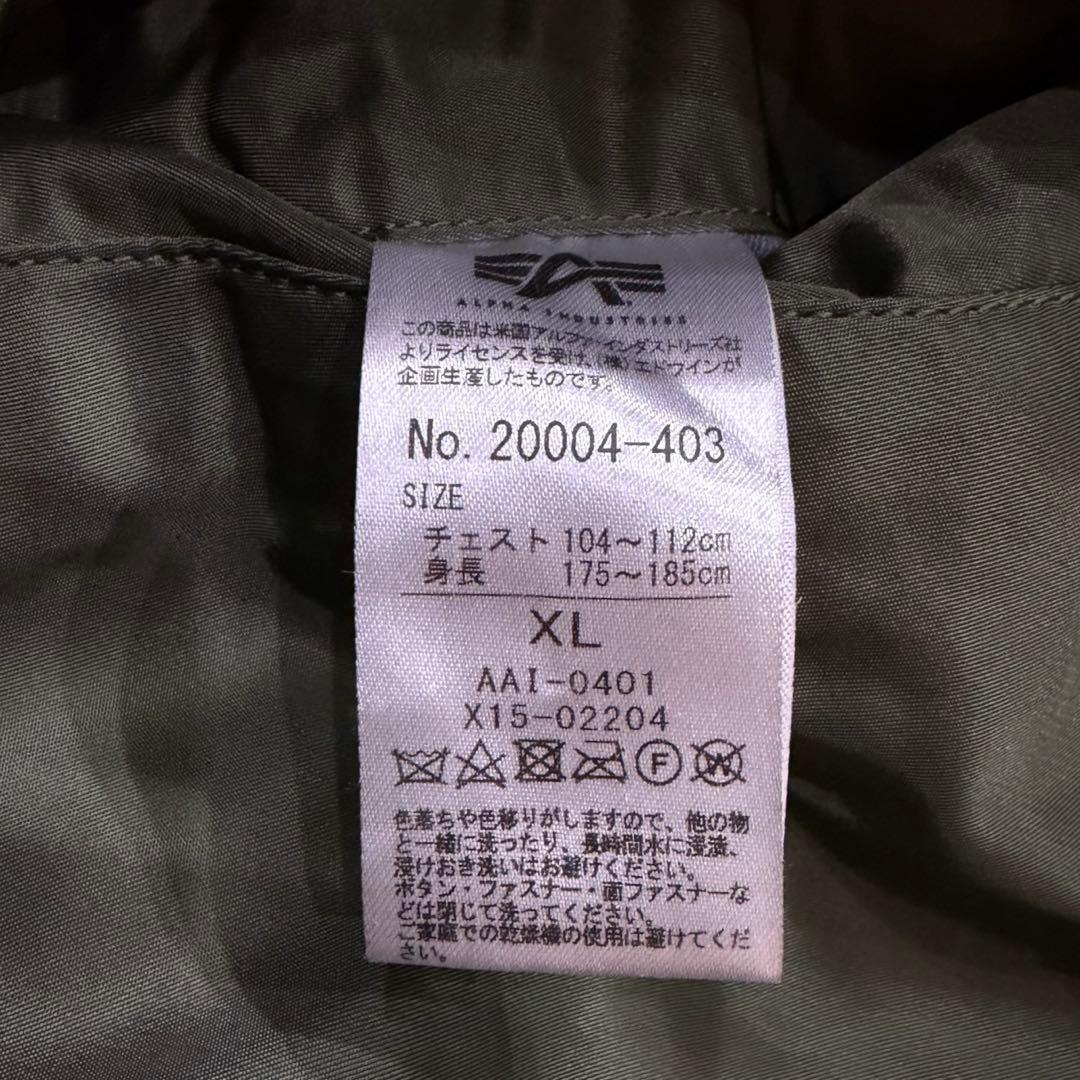 ALPHA INDUSTRIES
この商品は米国アルファインダストリーズ社
よりライセンスを受け、(株)エドウインが
企画生産したものです。
No. 20004-403
SIZE
チェスト 104～112cm
身長 175～185cm
XL
AAI-0401
X15-02204
F W
色落ちや色移りがしますので、他の物
と一緒に洗ったり、長時間水に浸漬、
浸けおき洗いはお避けください。
ボタン・ファスナー・面ファスナーな
どは閉じて洗ってください。
ご家庭での乾燥機の使用は避けてくだ
さい。